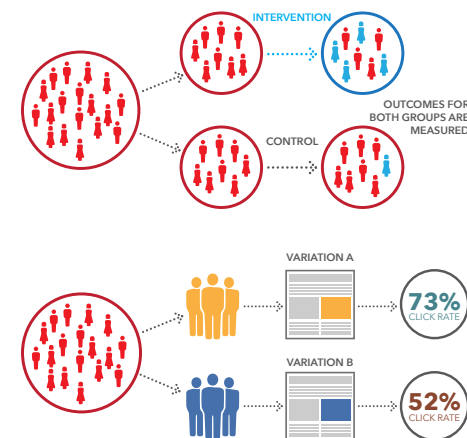 INTERVENTION
OUTCOMES FOR
BOTH GROUPS ARE
MEASURED
CONTROL
VARIATION A
73%
CLICK RATE
VARIATION B
52%
CLICK RATE